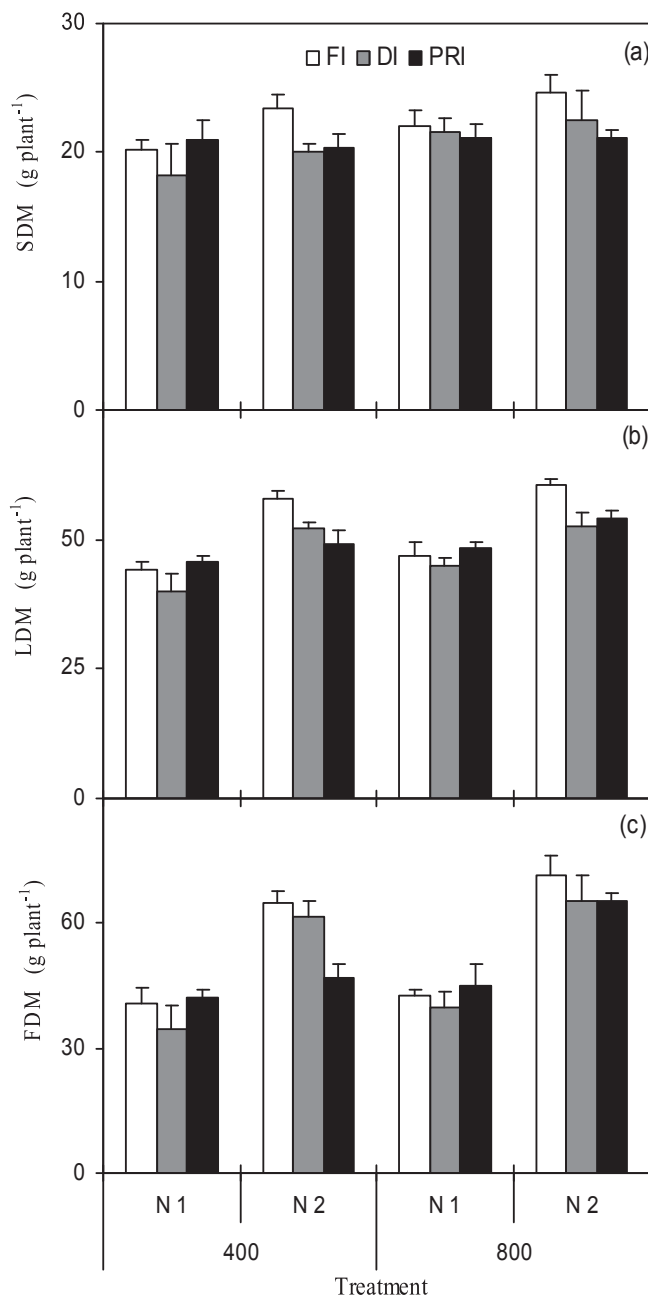 30
FI DI PRI
(a)
20
SDM (g plant⁻¹)
10
0
(b)
50
LDM (g plant⁻¹)
25
0
(c)
60
FDM (g plant⁻¹)
30
0
N 1 N 2 N 1 N 2
400 800
Treatment